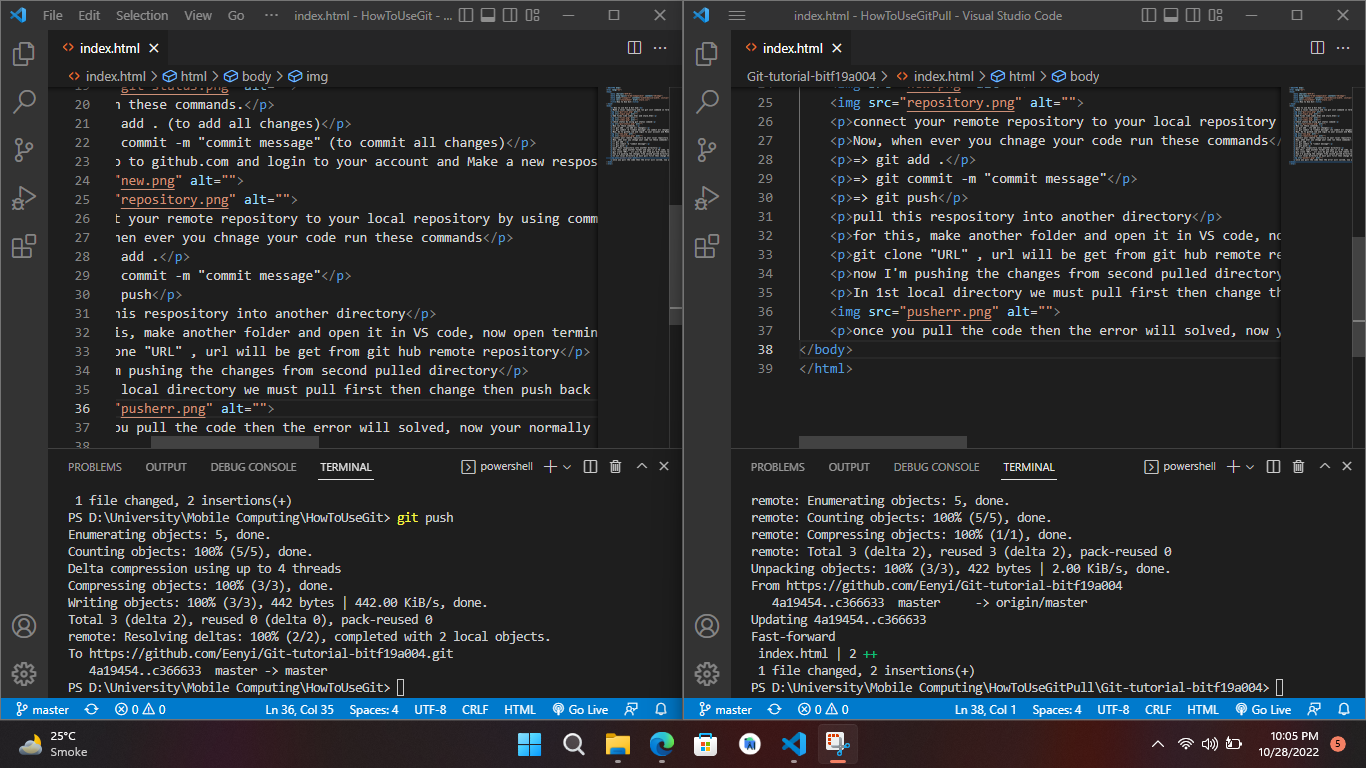 File Edit Selection View Go ··· index.html - HowToUseGit - ...
index.html
index.html > html > body > img
19 "git status.png" alt="">
20 n these commands.</p>
21 add . (to add all changes)</p>
22 commit -m "commit message" (to commit all changes)</p>
23 o to github.com and login to your account and Make a new respos
24 "new.png" alt="">
25 "repository.png" alt="">
26 t your remote repository to your local repository by using comm
27 hen ever you chnage your code run these commands</p>
28 add .</p>
29 commit -m "commit message"</p>
30 push</p>
31 his respository into another directory</p>
32 is, make another folder and open it in VS code, now open termin
33 one "URL" , url will be get from git hub remote repository</p>
34 m pushing the changes from second pulled directory</p>
35 local directory we must pull first then change then push back
36 "pusherr.png" alt="">
37 ou pull the code then the error will solved, now your normally
38
PROBLEMS OUTPUT DEBUG CONSOLE TERMINAL powershell
1 file changed, 2 insertions(+)
PS D:\University\Mobile Computing\HowToUseGit> git push
Enumerating objects: 5, done.
Counting objects: 100% (5/5), done.
Delta compression using up to 4 threads
Compressing objects: 100% (3/3), done.
Writing objects: 100% (3/3), 442 bytes | 442.00 KiB/s, done.
Total 3 (delta 2), reused 0 (delta 0), pack-reused 0
remote: Resolving deltas: 100% (2/2), completed with 2 local objects.
To https://github.com/Eenyi/Git-tutorial-bitf19a004.git
4a19454..c366633 master -> master
PS D:\University\Mobile Computing\HowToUseGit>
master 0 0 Ln 36, Col 35 Spaces: 4 UTF-8 CRLF HTML Go Live
index.html - HowToUseGitPull - Visual Studio Code
index.html
Git-tutorial-bitf19a004 > index.html > html > body
25 <img src="repository.png" alt="">
26 <p>connect your remote repository to your local repository
27 <p>Now, when ever you chnage your code run these commands</
28 <p>=> git add .</p>
29 <p>=> git commit -m "commit message"</p>
30 <p>=> git push</p>
31 <p>pull this respository into another directory</p>
32 <p>for this, make another folder and open it in VS code, no
33 <p>git clone "URL" , url will be get from git hub remote re
34 <p>now I'm pushing the changes from second pulled directory
35 <p>In 1st local directory we must pull first then change th
36 <img src="pusherr.png" alt="">
37 <p>once you pull the code then the error will solved, now y
38 </body>
39 </html>
PROBLEMS OUTPUT DEBUG CONSOLE TERMINAL powershell
remote: Enumerating objects: 5, done.
remote: Counting objects: 100% (5/5), done.
remote: Compressing objects: 100% (1/1), done.
remote: Total 3 (delta 2), reused 3 (delta 2), pack-reused 0
Unpacking objects: 100% (3/3), 422 bytes | 2.00 KiB/s, done.
From https://github.com/Eenyi/Git-tutorial-bitf19a004
4a19454..c366633 master -> origin/master
Updating 4a19454..c366633
Fast-forward
index.html | 2 ++
1 file changed, 2 insertions(+)
PS D:\University\Mobile Computing\HowToUseGitPull\Git-tutorial-bitf19a004>
master 0 0 Ln 38, Col 1 Spaces: 4 UTF-8 CRLF HTML Go Live
25°C
Smoke
10:05 PM
10/28/2022
5